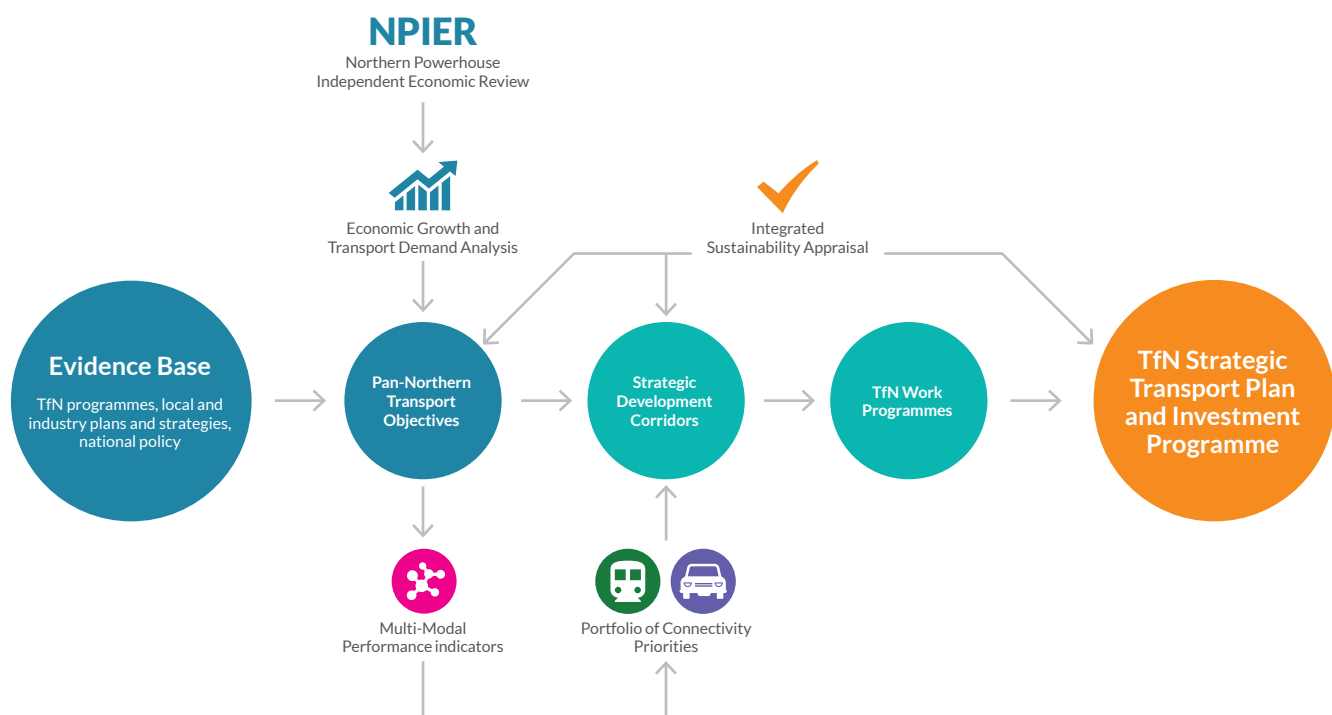 NPIER
Northern Powerhouse
Independent Economic Review
Economic Growth and
Transport Demand Analysis
Integrated
Sustainability Appraisal
Evidence Base
TfN programmes, local and
industry plans and strategies,
national policy
Pan-Northern
Transport
Objectives
Strategic
Development
Corridors
TfN Work
Programmes
TfN Strategic
Transport Plan
and Investment
Programme
Multi-Modal
Performance indicators
Portfolio of Connectivity
Priorities